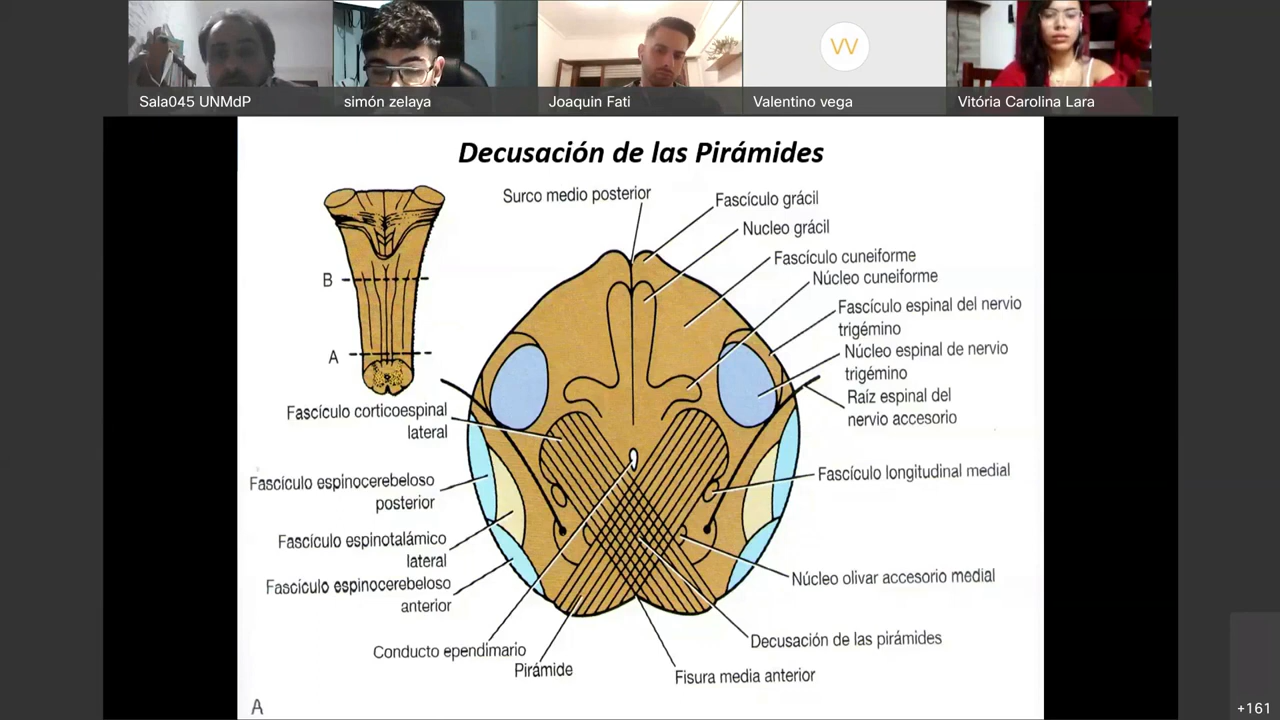 Sala045 UNMdP
simón zelaya
Joaquin Fati
VV
Valentino vega
Vitória Carolina Lara
Decusación de las Pirámides
Surco medio posterior
Fascículo grácil
Nucleo grácil
Fascículo cuneiforme
Núcleo cuneiforme
Fascículo espinal del nervio
trigémino
Núcleo espinal de nervio
trigémino
Raíz espinal del
nervio accesorio
B
A
Fascículo corticoespinal
lateral
Fascículo longitudinal medial
Fascículo espinocerebeloso
posterior
Fascículo espinotalámico
lateral
Fascículo espinocerebeloso
anterior
Núcleo olivar accesorio medial
Conducto ependimario
Pirámide
Decusación de las pirámides
Fisura media anterior
A
+161